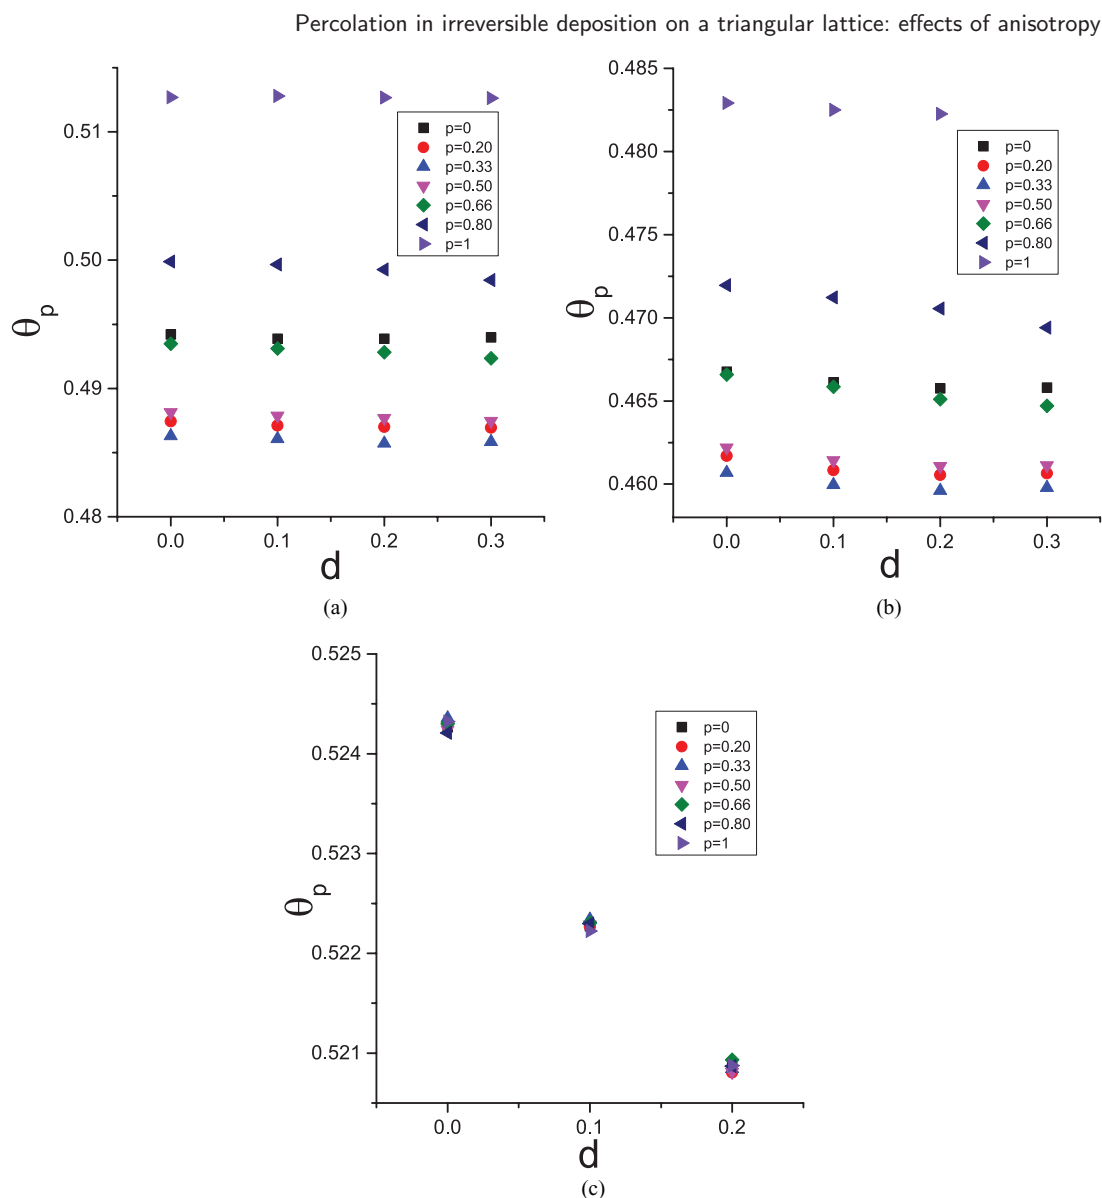 Percolation in irreversible deposition on a triangular lattice: effects of anisotropy
0.51
0.50
0.49
0.48
θp
0.0 0.1 0.2 0.3
d
p=0
p=0.20
p=0.33
p=0.50
p=0.66
p=0.80
p=1
(a)
0.485
0.480
0.475
0.470
0.465
0.460
θp
0.0 0.1 0.2 0.3
d
p=0
p=0.20
p=0.33
p=0.50
p=0.66
p=0.80
p=1
(b)
0.525
0.524
0.523
0.522
0.521
θp
0.0 0.1 0.2
d
p=0
p=0.20
p=0.33
p=0.50
p=0.66
p=0.80
p=1
(c)